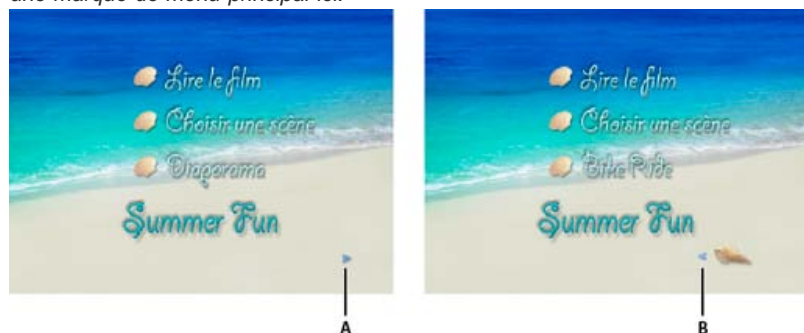 une marque de menu principal ici.
Lire le film
Choisir une scène
Diaporama
Summer Fun
A
Lire le film
Choisir une scène
Bike Ride
Summer Fun
B